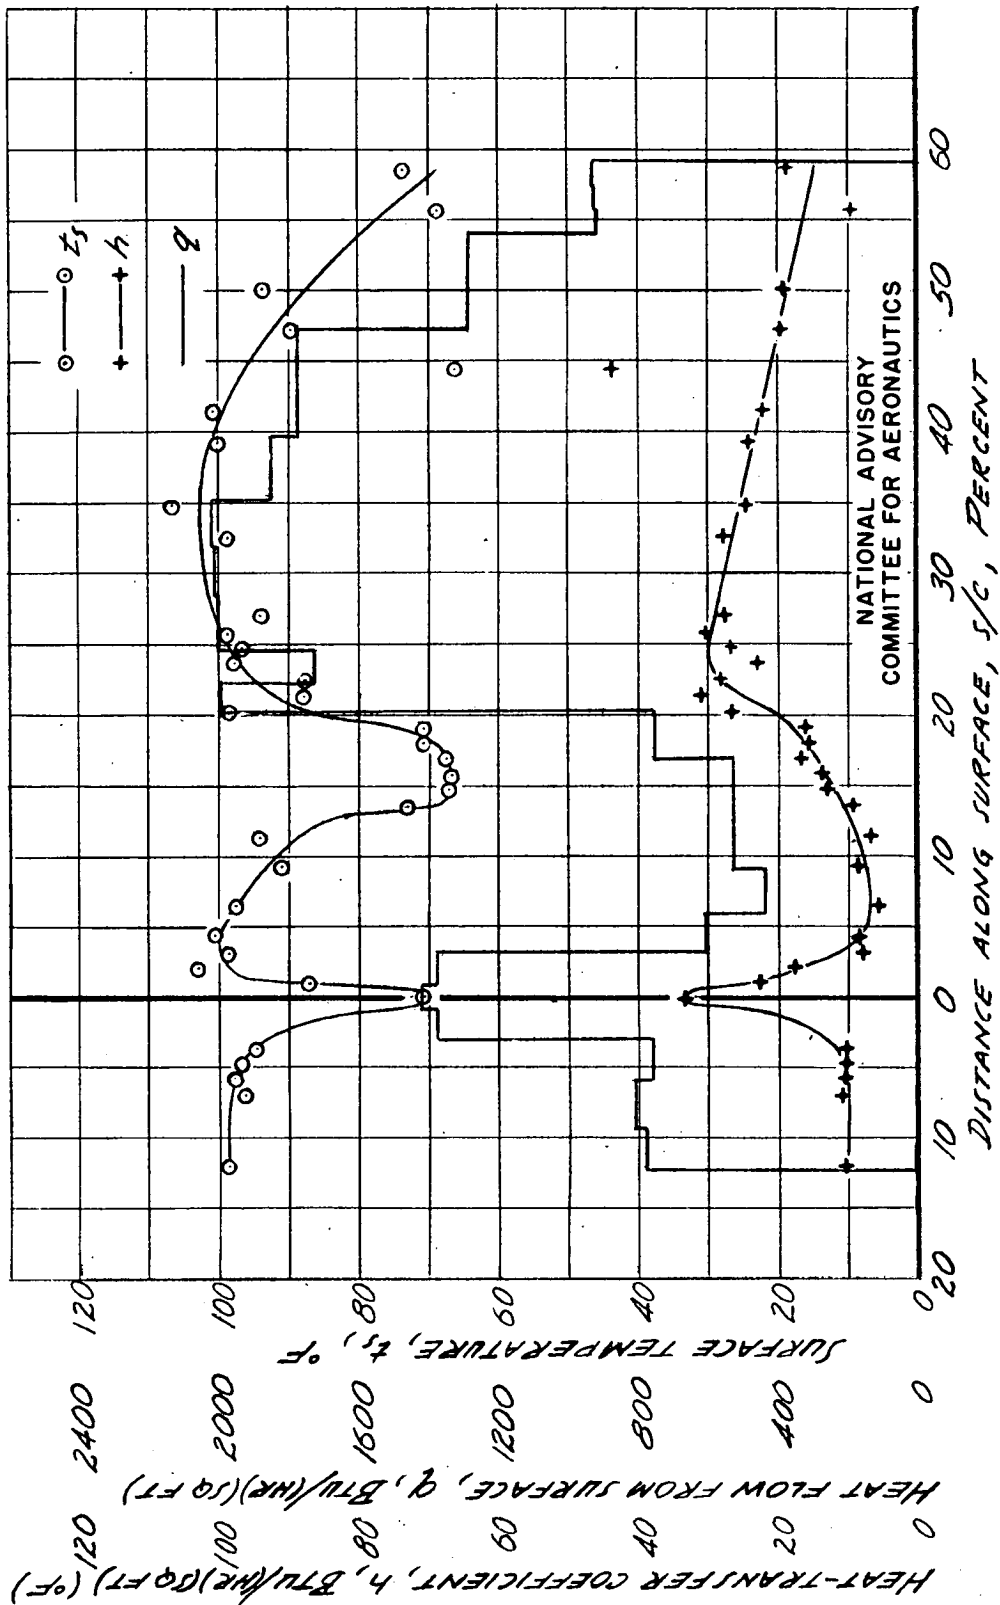 t_s
h
q
NATIONAL ADVISORY
COMMITTEE FOR AERONAUTICS
120
100
80
60
40
20
0
SURFACE TEMPERATURE, t_s, °F
2400
2000
1600
1200
800
400
0
HEAT FLOW FROM SURFACE, q, BTU/(HR)(SQ FT)
120
100
80
60
40
20
0
HEAT-TRANSFER COEFFICIENT, h, BTU/(HR)(SQ FT)(°F)
20 10 0 10 20 30 40 50 60
DISTANCE ALONG SURFACE, S/C, PERCENT